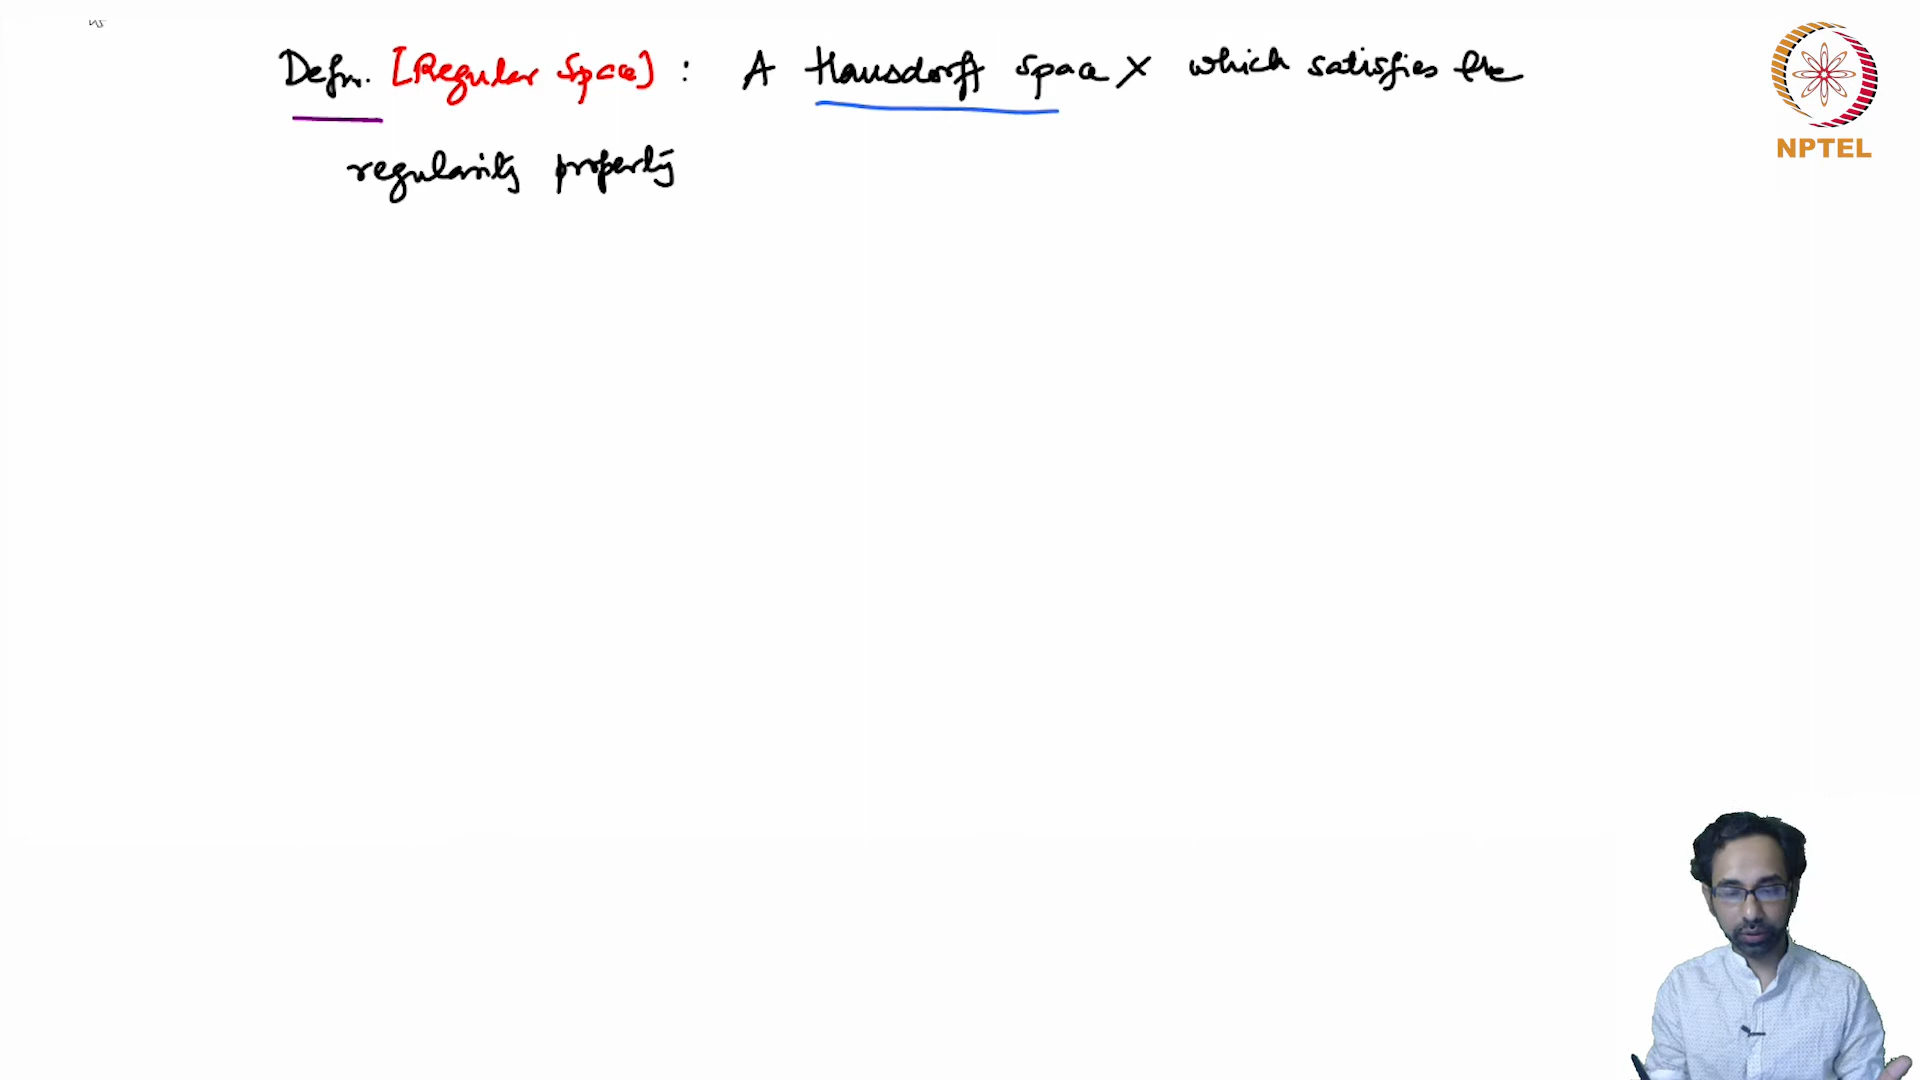 Defn. [Regular Space] : A Hausdorff space X which satisfies the
regularity property
NPTEL